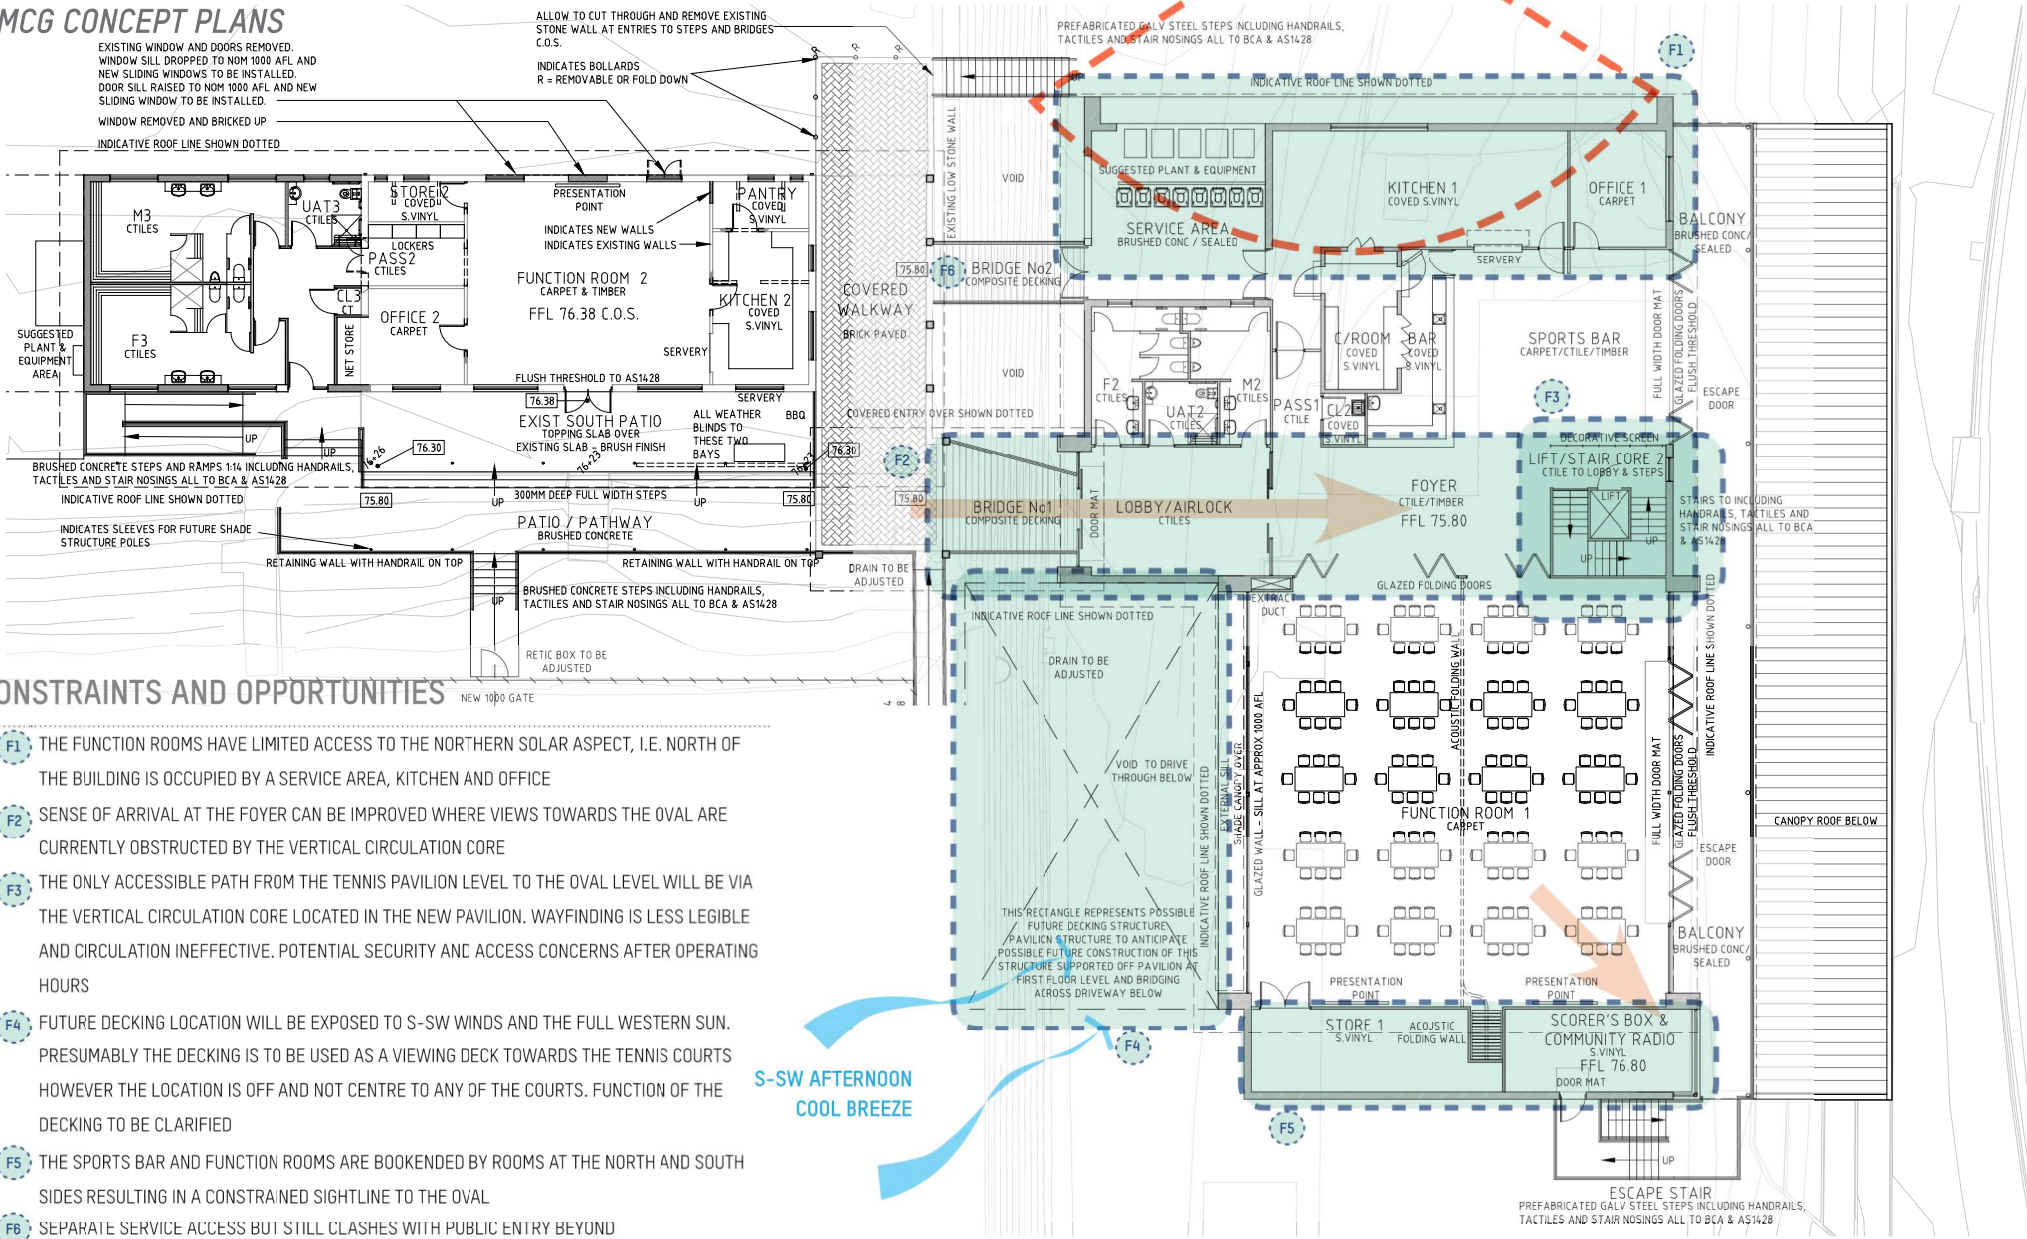 MCG CONCEPT PLANS
EXISTING WINDOW AND DOORS REMOVED.
WINDOW SILL DROPPED TO NOM 1000 AFL AND
NEW SLIDING WINDOWS TO BE INSTALLED.
DOOR SILL RAISED TO NOM 1000 AFL AND NEW
SLIDING WINDOW TO BE INSTALLED.
WINDOW REMOVED AND BRICKED UP
INDICATIVE ROOF LINE SHOWN DOTTED
ALLOW TO CUT THROUGH AND REMOVE EXISTING
STONE WALL AT ENTRIES TO STEPS AND BRIDGES
C.O.S.
INDICATES BOLLARDS
R = REMOVABLE OR FOLD DOWN
R
R
R
PREFABRICATED GALV STEEL STEPS INCLUDING HANDRAILS,
TACTILES AND STAIR NOSINGS ALL TO BCA & AS1428
F1
UP
INDICATIVE ROOF LINE SHOWN DOTTED
M3
CTILES
UAT3
CTILES
STORE 2
COVED
S.VINYL
LOCKERS
PASS2
CTILES
PRESENTATION
POINT
INDICATES NEW WALLS
INDICATES EXISTING WALLS
PANTRY
COVED
S.VINYL
FUNCTION ROOM 2
CARPET & TIMBER
FFL 76.38 C.O.S.
CL3
CT
OFFICE 2
CARPET
NET STORE
KITCHEN 2
COVED
S.VINYL
SERVERY
F3
CTILES
SUGGESTED
PLANT &
EQUIPMENT
AREA
FLUSH THRESHOLD TO AS1428
76.38
SERVERY
EXIST SOUTH PATIO
TOPPING SLAB OVER
EXISTING SLAB - BRUSH FINISH
ALL WEATHER
BLINDS TO
THESE TWO
BAYS
BBQ
UP
UP
76+26
76.30
76+23
76+23
76.30
BRUSHED CONCRETE STEPS AND RAMPS 1:14 INCLUDING HANDRAILS,
TACTILES AND STAIR NOSINGS ALL TO BCA & AS1428
INDICATIVE ROOF LINE SHOWN DOTTED
75.80
UP
300MM DEEP FULL WIDTH STEPS
UP
75.80
INDICATES SLEEVES FOR FUTURE SHADE
STRUCTURE POLES
PATIO / PATHWAY
BRUSHED CONCRETE
RETAINING WALL WITH HANDRAIL ON TOP
RETAINING WALL WITH HANDRAIL ON TOP
UP
BRUSHED CONCRETE STEPS INCLUDING HANDRAILS,
TACTILES AND STAIR NOSINGS ALL TO BCA & AS1428
DRAIN TO BE
ADJUSTED
RETIC BOX TO BE
ADJUSTED
NEW 1000 GATE
EXISTING LOW STONE WALL
VOID
SUGGESTED PLANT & EQUIPMENT
SERVICE AREA
BRUSHED CONC / SEALED
KITCHEN 1
COVED S.VINYL
OFFICE 1
CARPET
BALCONY
BRUSHED CONC/
SEALED
SERVERY
75.80
F6
BRIDGE No2
COMPOSITE DECKING
COVERED
WALKWAY
BRICK PAVED
VOID
C/ROOM
COVED
S.VINYL
BAR
COVED
S.VINYL
SPORTS BAR
CARPET/CTILE/TIMBER
FULL WIDTH DOOR MAT
GLAZED FOLDING DOORS
FLUSH THRESHOLD
F2
CTILES
UAT2
CTILES
M2
CTILES
PASS1
CTILE
CL2
COVED
S.VINYL
F3
ESCAPE
DOOR
COVERED ENTRY OVER SHOWN DOTTED
F2
75.80
DECORATIVE SCREEN
LIFT/STAIR CORE 2
CTILE TO LOBBY & STEPS
LIFT
UP
UP
STAIRS TO INCLUDING
HANDRAILS, TACTILES AND
STAIR NOSINGS ALL TO BCA
& AS1428
BRIDGE No1
COMPOSITE DECKING
DOOR MAT
LOBBY/AIRLOCK
CTILES
FOYER
CTILE/TIMBER
FFL 75.80
GLAZED FOLDING DOORS
EXTRACT
DUCT
INDICATIVE ROOF LINE SHOWN DOTTED
DRAIN TO BE
ADJUSTED
VOID TO DRIVE
THROUGH BELOW
INDICATIVE ROOF LINE SHOWN DOTTED
EXTERNAL SILL
SHADE CANOPY OVER
GLAZED WALL - SILL AT APPROX 1000 AFL
ACOUSTIC FOLDING WALL
FUNCTION ROOM 1
CARPET
FULL WIDTH DOOR MAT
GLAZED FOLDING DOORS
FLUSH THRESHOLD
INDICATIVE ROOF LINE SHOWN DOTTED
CANOPY ROOF BELOW
ESCAPE
DOOR
BALCONY
BRUSHED CONC/
SEALED
THIS RECTANGLE REPRESENTS POSSIBLE
FUTURE DECKING STRUCTURE.
PAVILION STRUCTURE TO ANTICIPATE
POSSIBLE FUTURE CONSTRUCTION OF THIS
STRUCTURE SUPPORTED OFF PAVILION AT
FIRST FLOOR LEVEL AND BRIDGING
ACROSS DRIVEWAY BELOW
F4
PRESENTATION
POINT
PRESENTATION
POINT
STORE 1
S.VINYL
ACOUSTIC
FOLDING WALL
SCORER'S BOX &
COMMUNITY RADIO
S.VINYL
FFL 76.80
DOOR MAT
F5
UP
ESCAPE STAIR
PREFABRICATED GALV STEEL STEPS INCLUDING HANDRAILS,
TACTILES AND STAIR NOSINGS ALL TO BCA & AS1428
S-SW AFTERNOON
COOL BREEZE
ONSTRAINTS AND OPPORTUNITIES
F1 THE FUNCTION ROOMS HAVE LIMITED ACCESS TO THE NORTHERN SOLAR ASPECT, I.E. NORTH OF
THE BUILDING IS OCCUPIED BY A SERVICE AREA, KITCHEN AND OFFICE
F2 SENSE OF ARRIVAL AT THE FOYER CAN BE IMPROVED WHERE VIEWS TOWARDS THE OVAL ARE
CURRENTLY OBSTRUCTED BY THE VERTICAL CIRCULATION CORE
F3 THE ONLY ACCESSIBLE PATH FROM THE TENNIS PAVILION LEVEL TO THE OVAL LEVEL WILL BE VIA
THE VERTICAL CIRCULATION CORE LOCATED IN THE NEW PAVILION. WAYFINDING IS LESS LEGIBLE
AND CIRCULATION INEFFECTIVE. POTENTIAL SECURITY AND ACCESS CONCERNS AFTER OPERATING
HOURS
F4 FUTURE DECKING LOCATION WILL BE EXPOSED TO S-SW WINDS AND THE FULL WESTERN SUN.
PRESUMABLY THE DECKING IS TO BE USED AS A VIEWING DECK TOWARDS THE TENNIS COURTS
HOWEVER THE LOCATION IS OFF AND NOT CENTRE TO ANY OF THE COURTS. FUNCTION OF THE
DECKING TO BE CLARIFIED
F5 THE SPORTS BAR AND FUNCTION ROOMS ARE BOOKENDED BY ROOMS AT THE NORTH AND SOUTH
SIDES RESULTING IN A CONSTRAINED SIGHTLINE TO THE OVAL
F6 SEPARATE SERVICE ACCESS BUT STILL CLASHES WITH PUBLIC ENTRY BEYOND